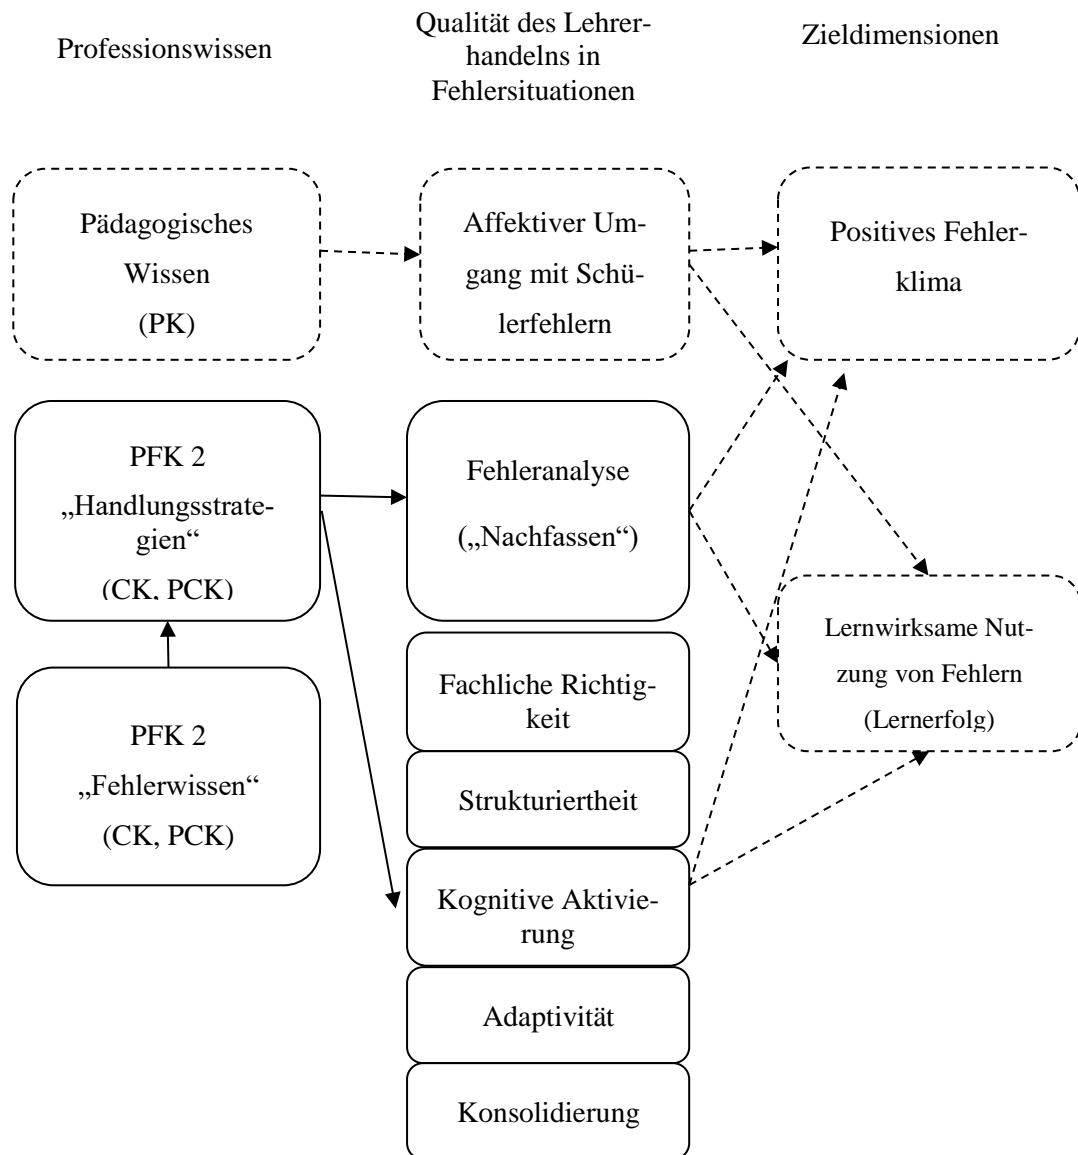 Professionswissen
Qualität des Lehrer-
handelns in
Fehlersituationen
Zieldimensionen
Pädagogisches
Wissen
(PK)
Affektiver Um-
gang mit Schü-
lerfehlern
Positives Fehler-
klima
PFK 2
„Handlungsstrate-
gien“
(CK, PCK)
Fehleranalyse
(„Nachfassen“)
Lernwirksame Nut-
zung von Fehlern
(Lernerfolg)
PFK 2
„Fehlerwissen“
(CK, PCK)
Fachliche Richtig-
keit
Strukturiertheit
Kognitive Aktivie-
rung
Adaptivität
Konsolidierung